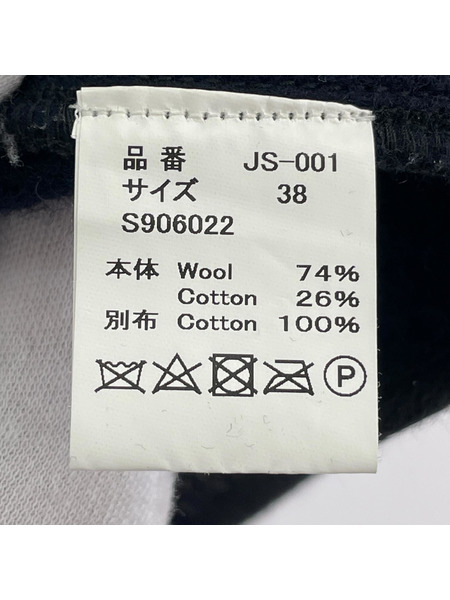 品番 JS-001
サイズ 38
S906022
本体 Wool 74%
Cotton 26%
別布 Cotton 100%
P